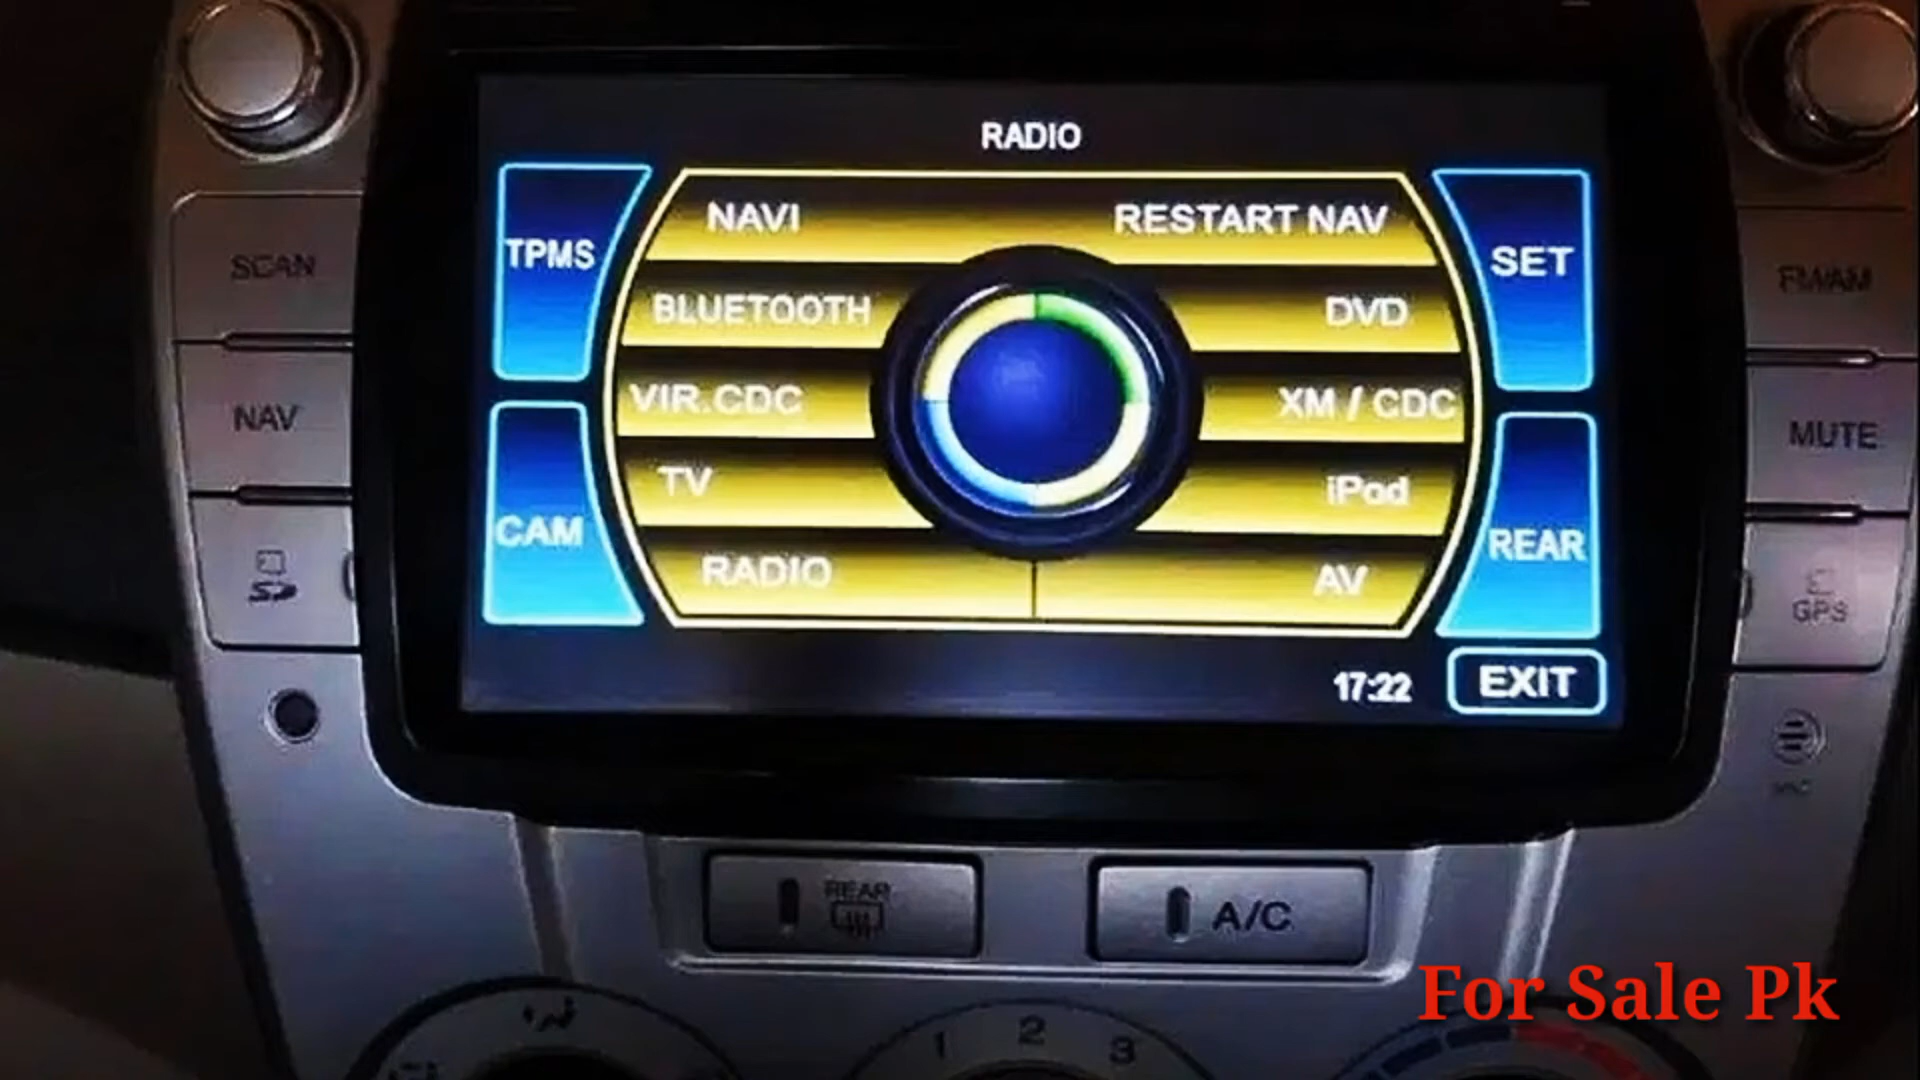 RADIO
NAVI
RESTART NAV
TPMS
SET
SCAN
FM/AM
BLUETOOTH
DVD
VIR.CDC
XM / CDC
NAV
MUTE
TV
iPod
CAM
REAR
RADIO
AV
SD
GPS
17:22
EXIT
REAR
A/C
For Sale Pk
1 2 3